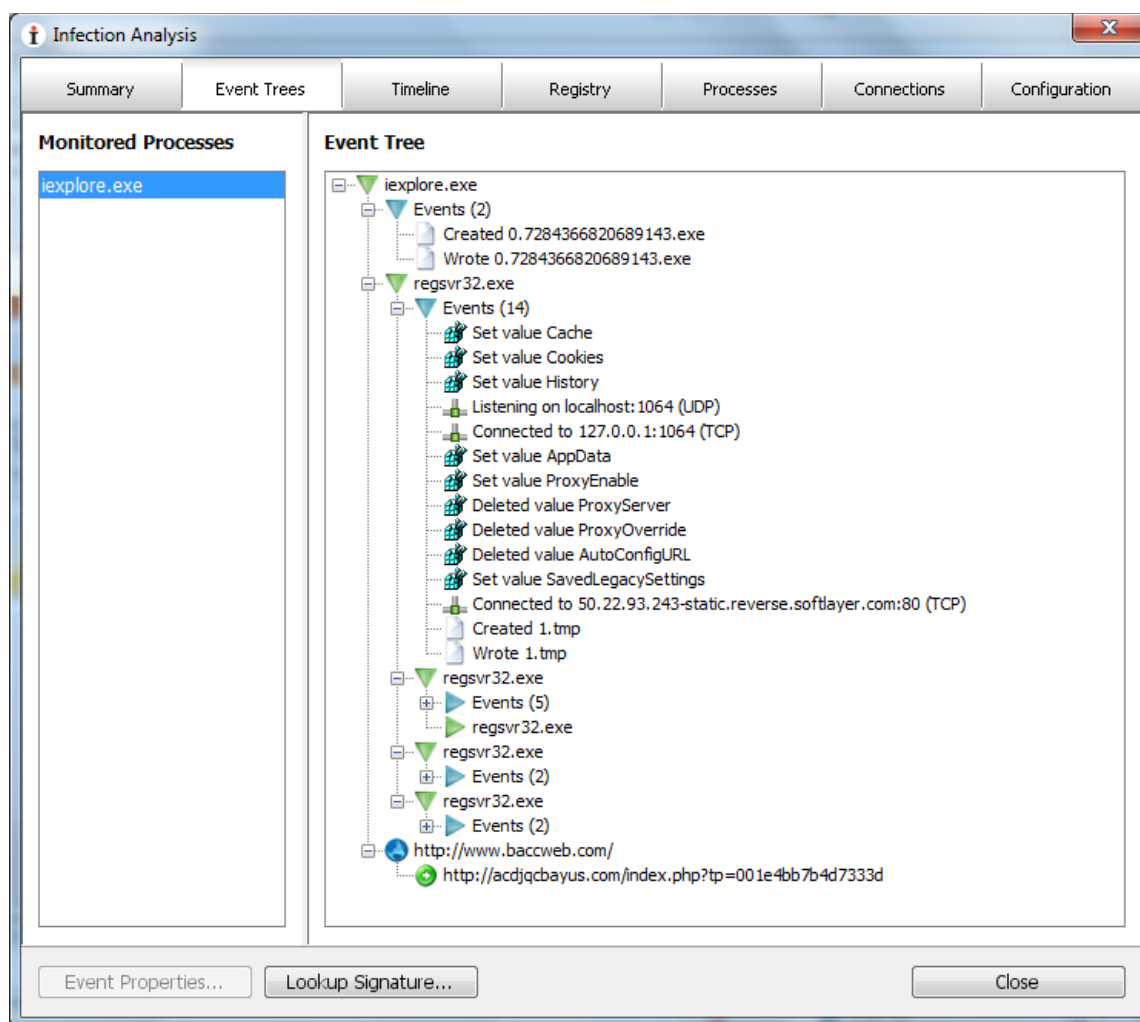 Infection Analysis
Summary Event Trees Timeline Registry Processes Connections Configuration
Monitored Processes
iexplore.exe
Event Tree
iexplore.exe
Events (2)
Created 0.7284366820689143.exe
Wrote 0.7284366820689143.exe
regsvr32.exe
Events (14)
Set value Cache
Set value Cookies
Set value History
Listening on localhost:1064 (UDP)
Connected to 127.0.0.1:1064 (TCP)
Set value AppData
Set value ProxyEnable
Deleted value ProxyServer
Deleted value ProxyOverride
Deleted value AutoConfigURL
Set value SavedLegacySettings
Connected to 50.22.93.243-static.reverse.softlayer.com:80 (TCP)
Created 1.tmp
Wrote 1.tmp
regsvr32.exe
Events (5)
regsvr32.exe
regsvr32.exe
Events (2)
regsvr32.exe
Events (2)
http://www.baccweb.com/
http://acdjqcbayus.com/index.php?tp=001e4bb7b4d7333d
Event Properties... Lookup Signature... Close